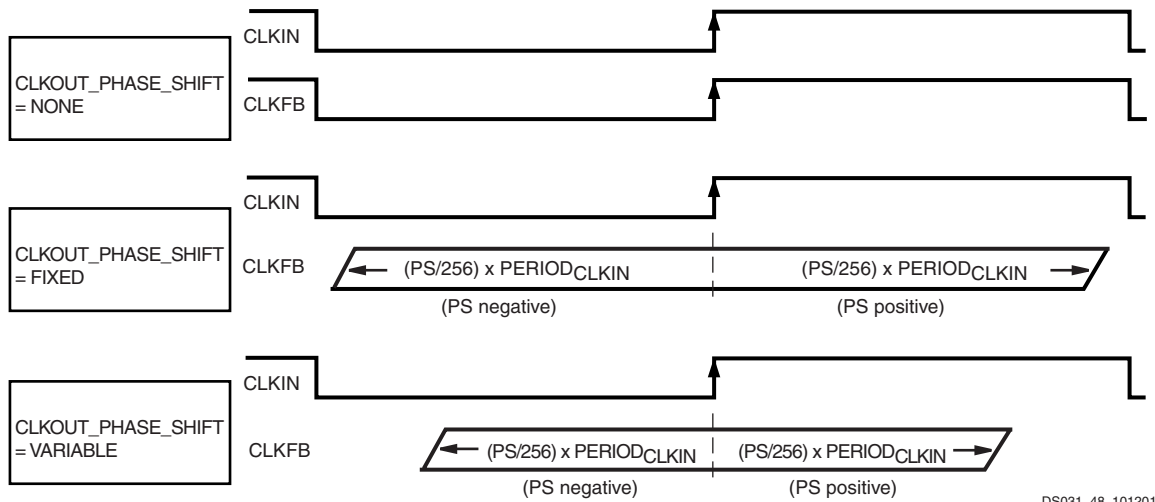 CLKIN
CLKOUT_PHASE_SHIFT
= NONE
CLKFB
CLKIN
CLKOUT_PHASE_SHIFT
= FIXED
CLKFB
(PS/256) x PERIODCLKIN
(PS/256) x PERIODCLKIN
(PS negative)
(PS positive)
CLKIN
CLKOUT_PHASE_SHIFT
= VARIABLE
CLKFB
(PS/256) x PERIODCLKIN
(PS/256) x PERIODCLKIN
(PS negative)
(PS positive)
DS031_48_101201